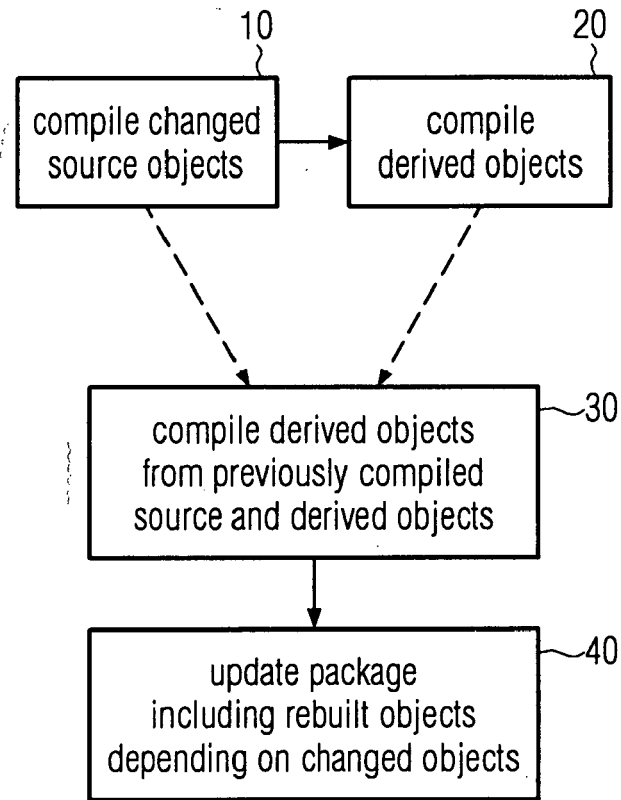 10
20
compile changed
source objects
compile
derived objects
30
compile derived objects
from previously compiled
source and derived objects
40
update package
including rebuilt objects
depending on changed objects